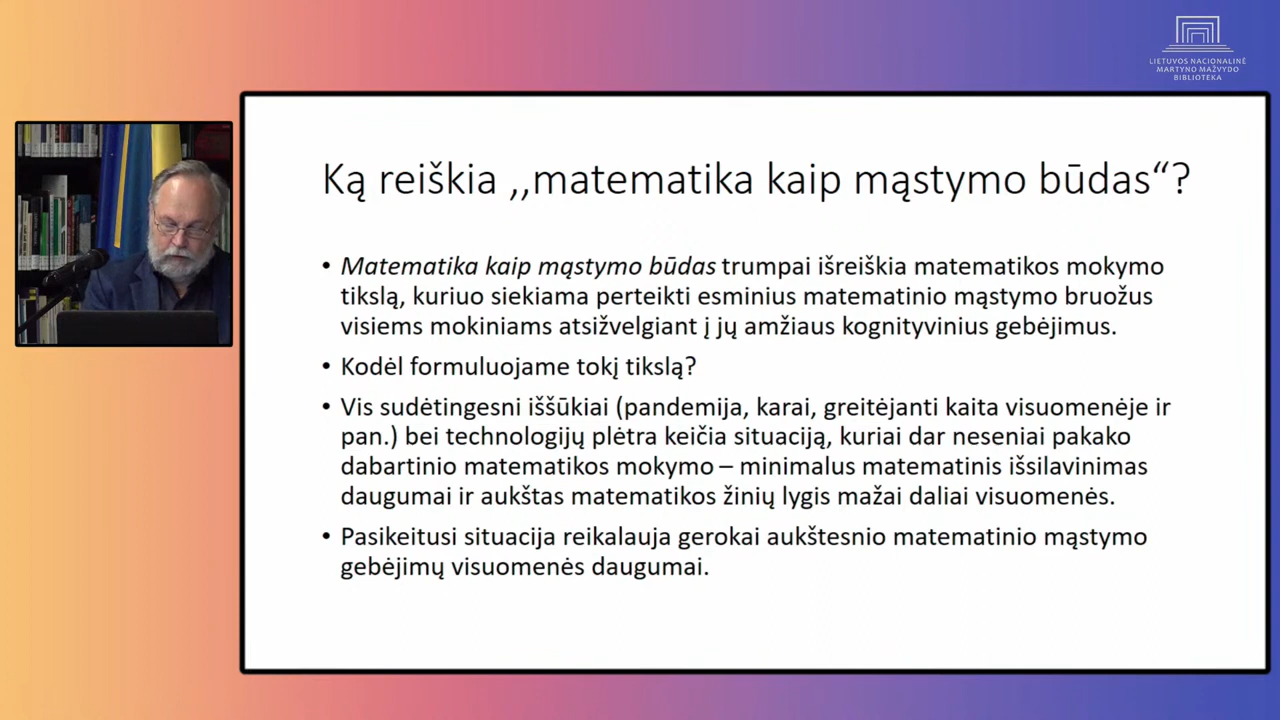 LIETUVOS NACIONALINĖ
MARTYNO MAŽVYDO
BIBLIOTEKA
Ką reiškia ,,matematika kaip mąstymo būdas“?
• Matematika kaip mąstymo būdas trumpai išreiškia matematikos mokymo
tikslą, kuriuo siekiama perteikti esminius matematinio mąstymo bruožus
visiems mokiniams atsižvelgiant į jų amžiaus kognityvinius gebėjimus.
• Kodėl formuluojame tokį tikslą?
• Vis sudėtingesni iššūkiai (pandemija, karai, greitėjanti kaita visuomenėje ir
pan.) bei technologijų plėtra keičia situaciją, kuriai dar neseniai pakako
dabartinio matematikos mokymo – minimalus matematinis išsilavinimas
daugumai ir aukštas matematikos žinių lygis mažai daliai visuomenės.
• Pasikeitusi situacija reikalauja gerokai aukštesnio matematinio mąstymo
gebėjimų visuomenės daugumai.